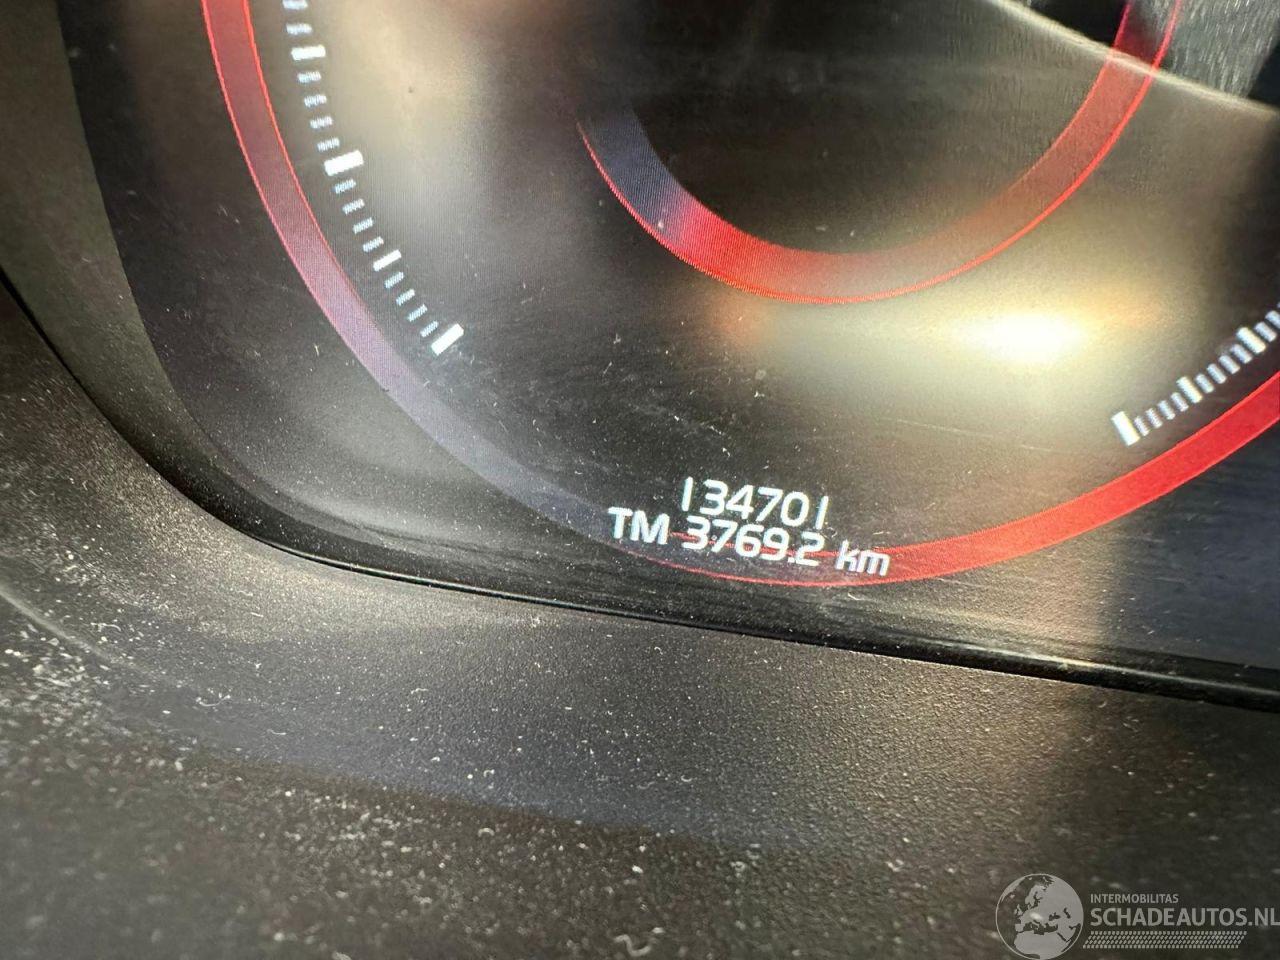 134701
TM 3769.2 km
INTERMOBILITAS
SCHADEAUTOS.NL